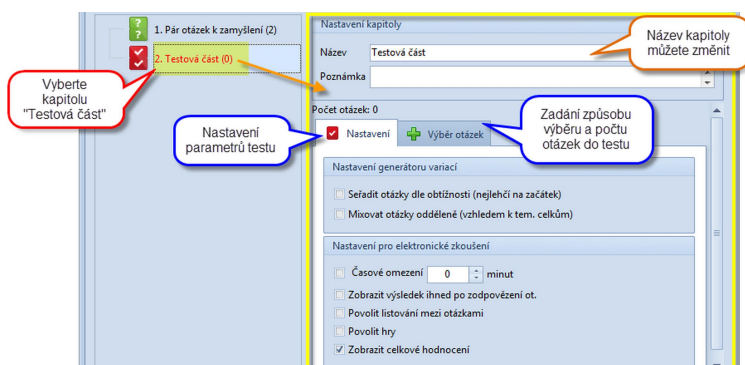 1. Pár otázek k zamyšlení (2)
2. Testová část (0)
Vyberte
kapitolu
"Testová část"
Nastavení kapitoly
Název Testová část
Poznámka
Název kapitoly
můžete změnit
Počet otázek: 0
Nastavení
parametrů testu
Nastavení
Výběr otázek
Zadání způsobu
výběru a počtu
otázek do testu
Nastavení generátoru variací
Seřadit otázky dle obtížnosti (nejlehčí na začátek)
Mixovat otázky odděleně (vzhledem k tem. celkům)
Nastavení pro elektronické zkoušení
Časové omezení 0 minut
Zobrazit výsledek ihned po zodpovězení ot.
Povolit listování mezi otázkami
Povolit hry
Zobrazit celkové hodnocení